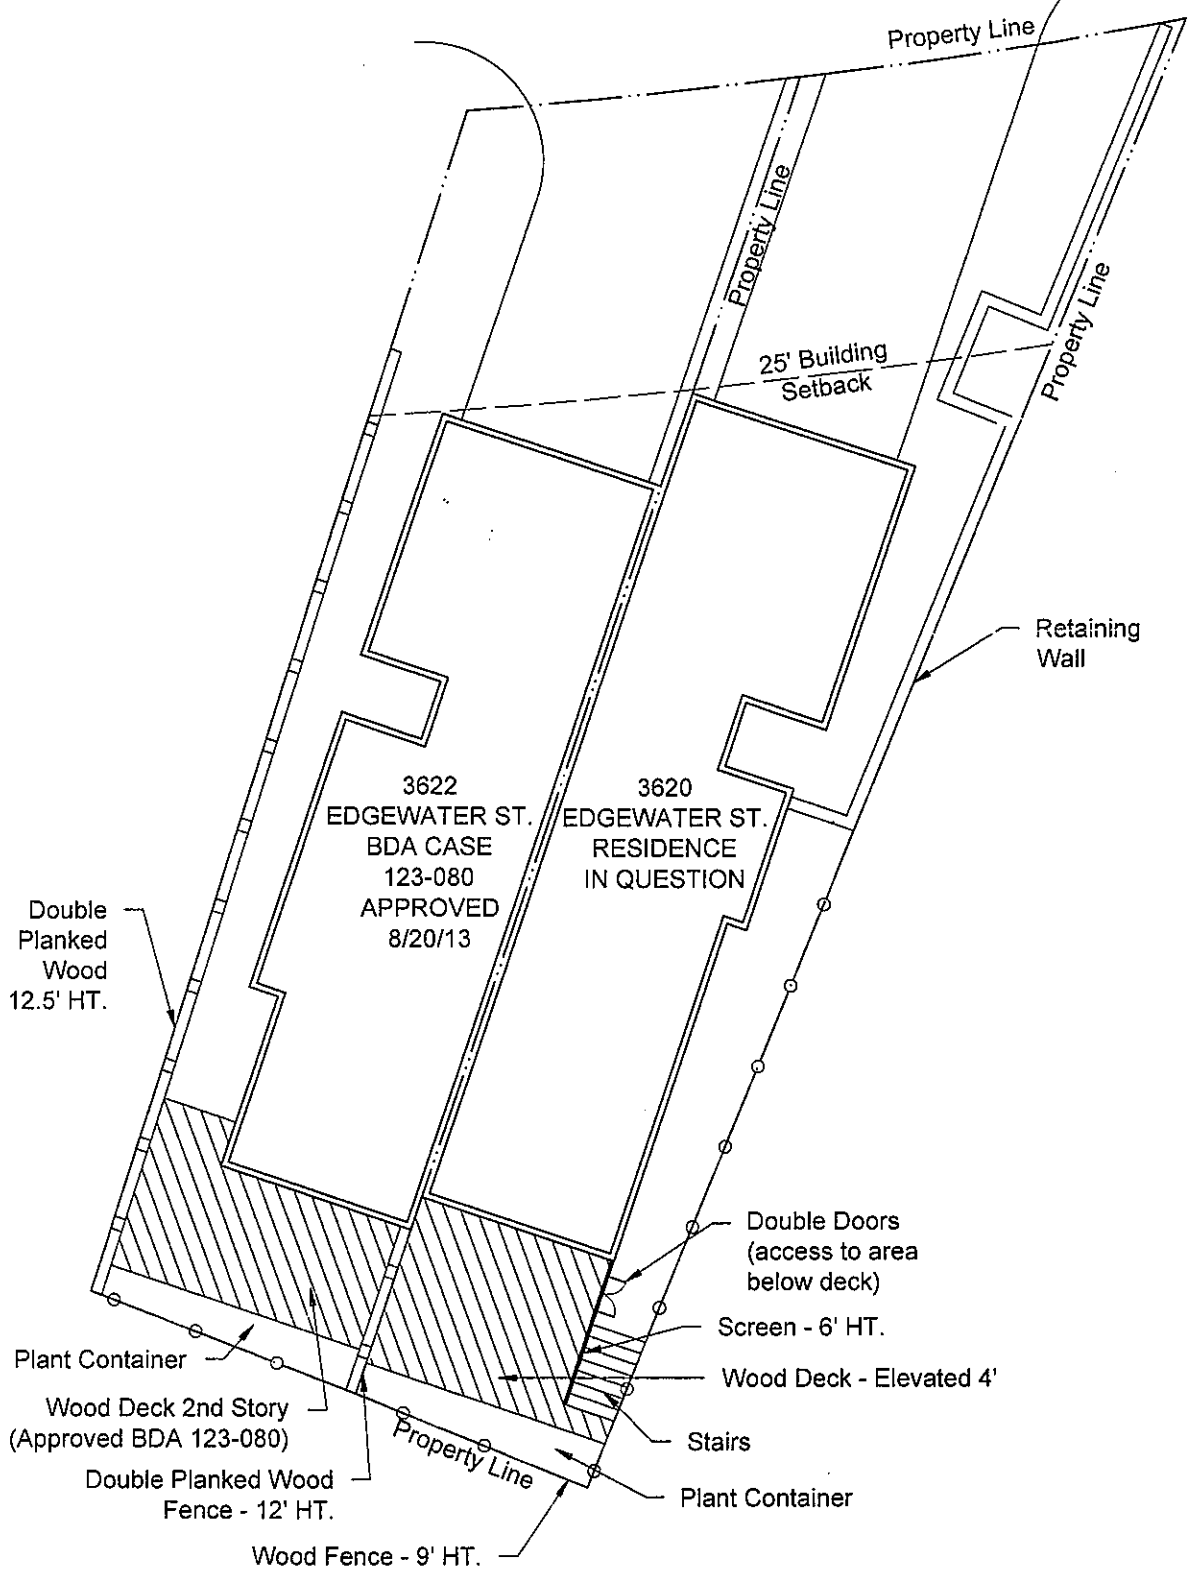 Property Line
Property Line
Property Line
25' Building
Setback
Retaining
Wall
3622
EDGEWATER ST.
BDA CASE
123-080
APPROVED
8/20/13
3620
EDGEWATER ST.
RESIDENCE
IN QUESTION
Double
Planked
Wood
12.5' HT.
Double Doors
(access to area
below deck)
Screen - 6' HT.
Plant Container
Wood Deck - Elevated 4'
Wood Deck 2nd Story
(Approved BDA 123-080)
Property Line
Stairs
Double Planked Wood
Fence - 12' HT.
Plant Container
Wood Fence - 9' HT.